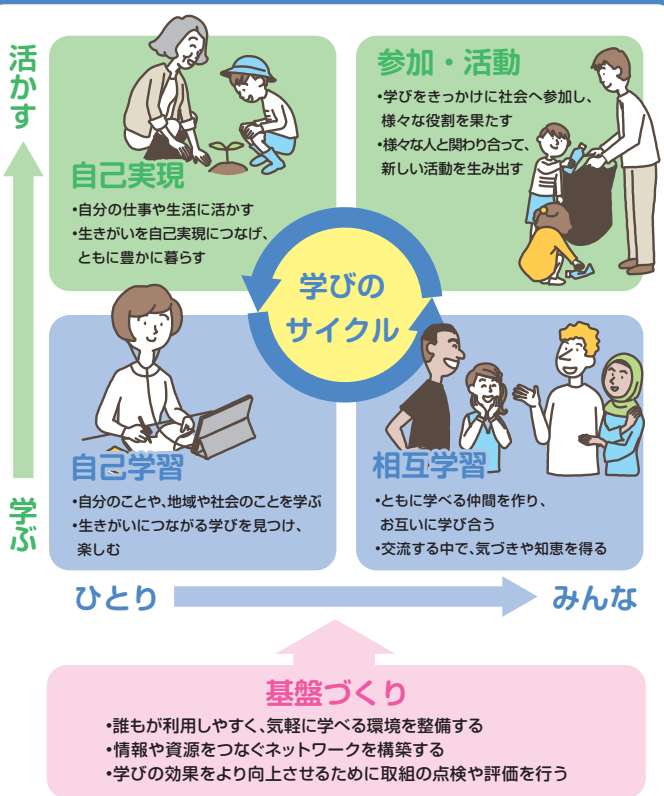 活かす
自己実現
・自分の仕事や生活に活かす
・生きがいを自己実現につなげ、
ともに豊かに暮らす
参加・活動
・学びをきっかけに社会へ参加し、
様々な役割を果たす
・様々な人と関わり合って、
新しい活動を生み出す
学びの
サイクル
自己学習
・自分のことや、地域や社会のことを学ぶ
・生きがいにつながる学びを見つけ、
楽しむ
相互学習
・ともに学べる仲間を作り、
お互いに学び合う
・交流する中で、気づきや知恵を得る
学ぶ
ひとり
みんな
基盤づくり
・誰もが利用しやすく、気軽に学べる環境を整備する
・情報や資源をつなぐネットワークを構築する
・学びの効果をより向上させるために取組の点検や評価を行う